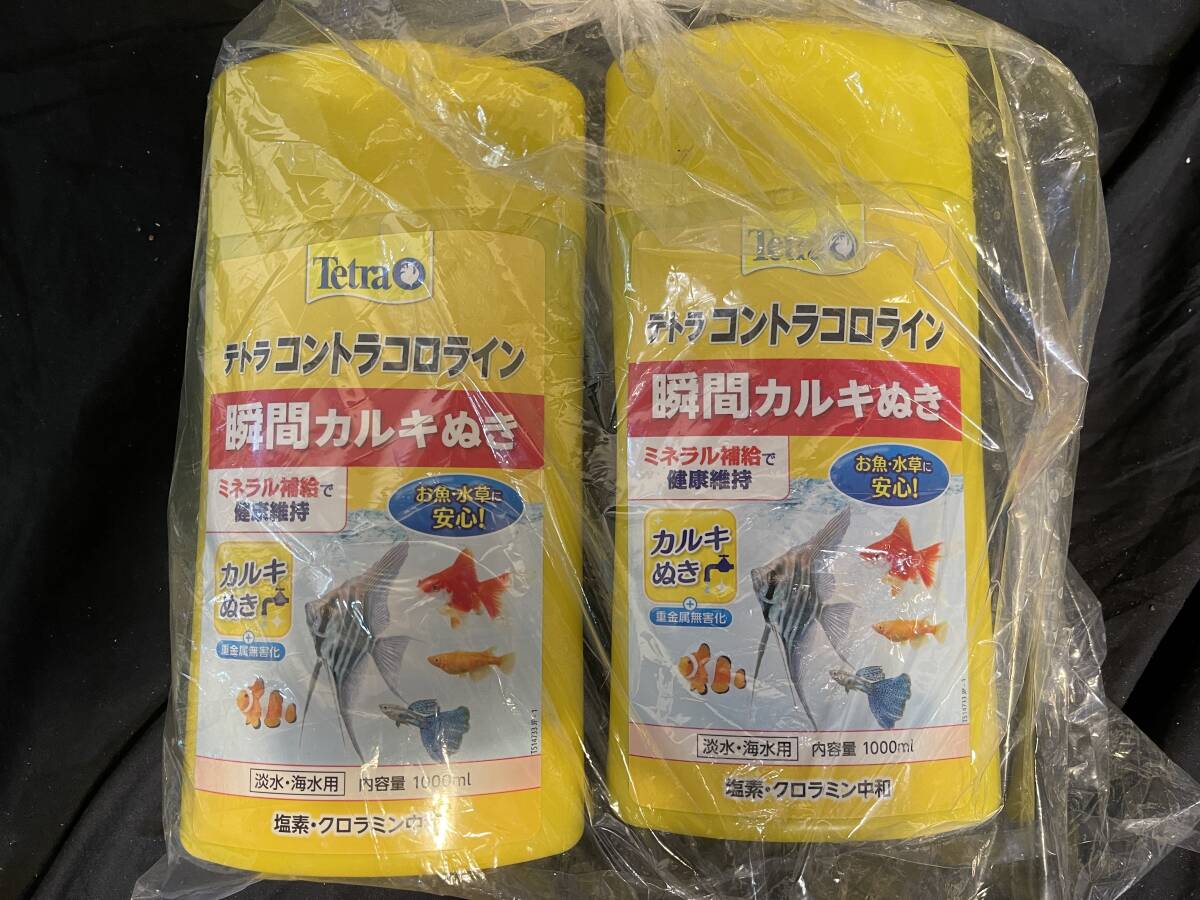 Tetra
テトラ コントラコロライン
瞬間カルキぬき
ミネラル補給で
健康維持
お魚・水草に
安心!
カルキ
ぬき
+
重金属無害化
TS14733JP-1
淡水・海水用 内容量 1000ml
塩素・クロラミン中
Tetra
テトラ コントラコロライン
瞬間カルキぬき
ミネラル補給で
健康維持
お魚・水草に
安心!
カルキ
ぬき
+
重金属無害化
TS14733JP-1
淡水・海水用 内容量 1000ml
塩素・クロラミン中和